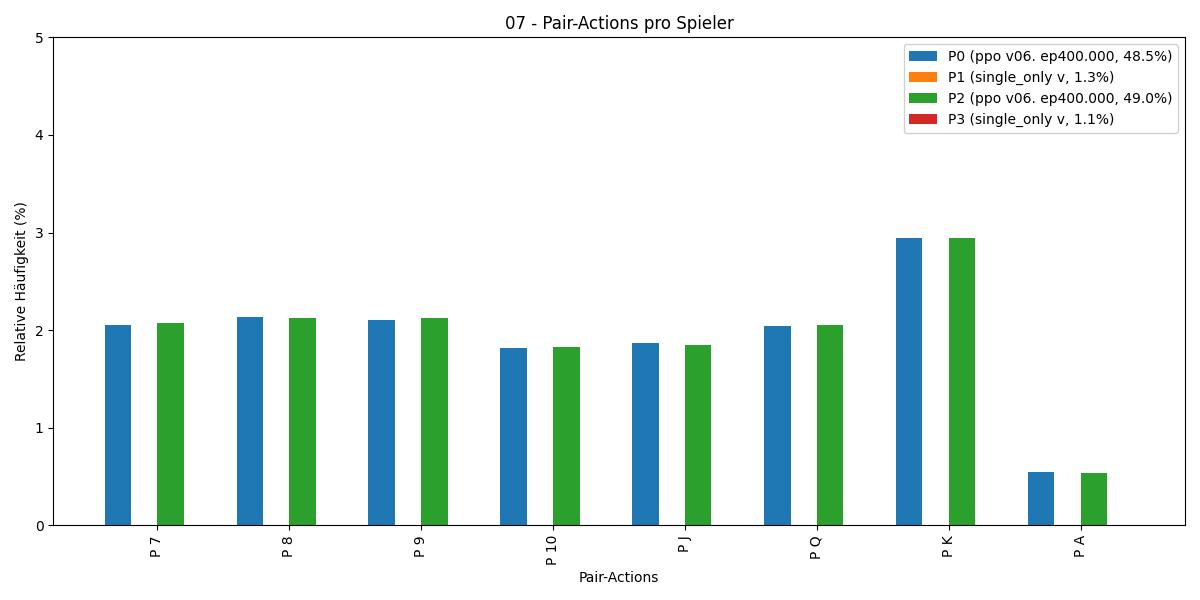 07 - Pair-Actions pro Spieler
P0 (ppo v06. ep400.000, 48.5%)
P1 (single_only v, 1.3%)
P2 (ppo v06. ep400.000, 49.0%)
P3 (single_only v, 1.1%)
Relative Häufigkeit (%)
5
4
3
2
1
0
P 7
P 8
P 9
P 10
P J
P Q
P K
P A
Pair-Actions